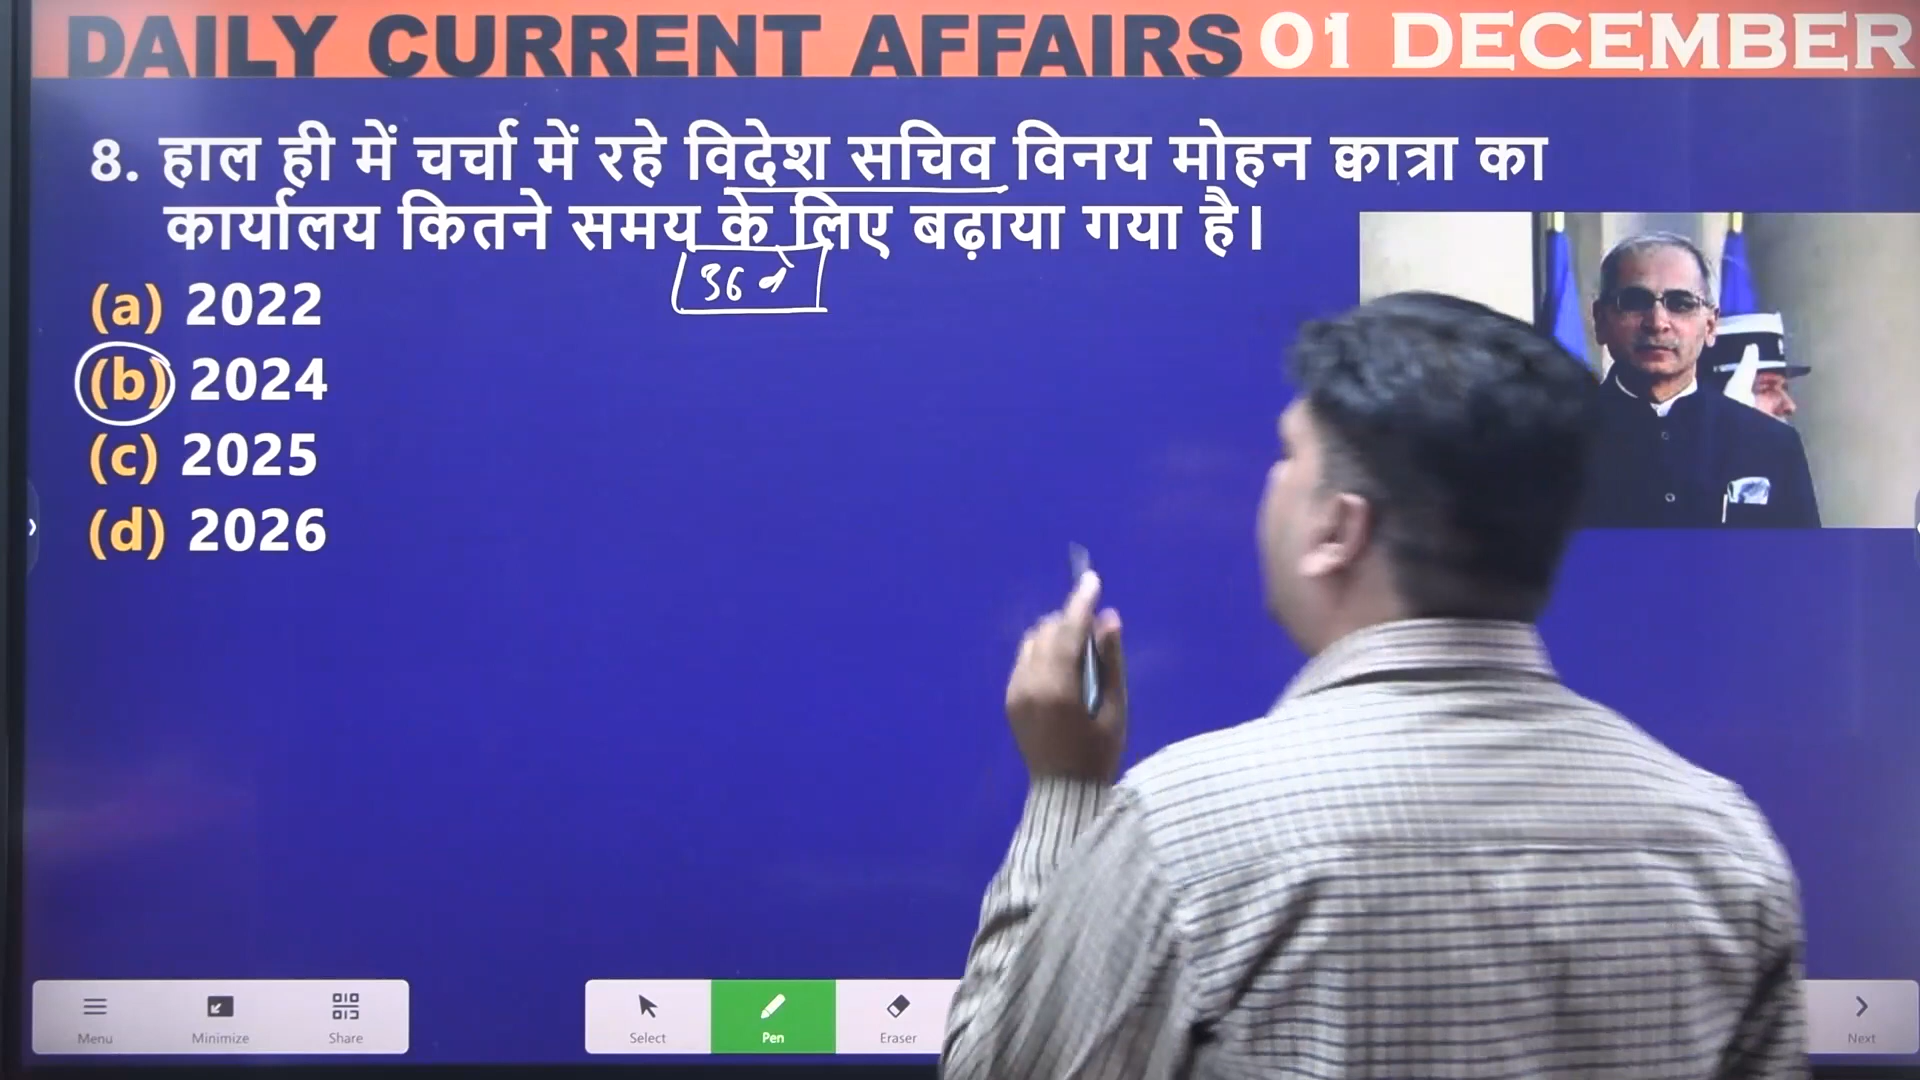 DAILY CURRENT AFFAIRS 01 DECEMBER
8. हाल ही में चर्चा में रहे विदेश सचिव विनय मोहन क्वात्रा का
कार्यालय कितने समय के लिए बढ़ाया गया है।
36 वें
(a) 2022
(b) 2024
(c) 2025
(d) 2026
Menu
Minimize
Share
Select
Pen
Eraser
Next